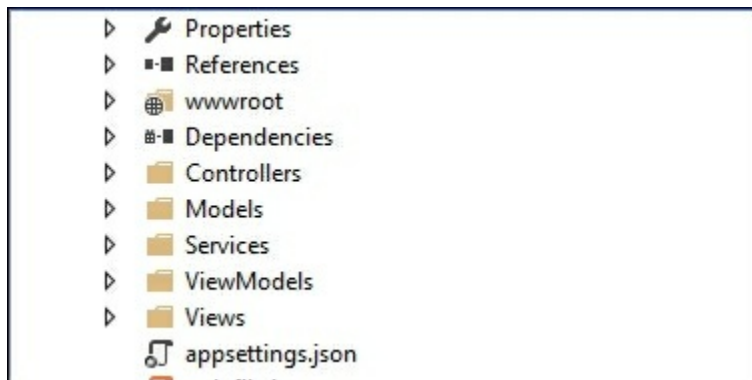 Properties
References
wwwroot
Dependencies
Controllers
Models
Services
ViewModels
Views
appsettings.json